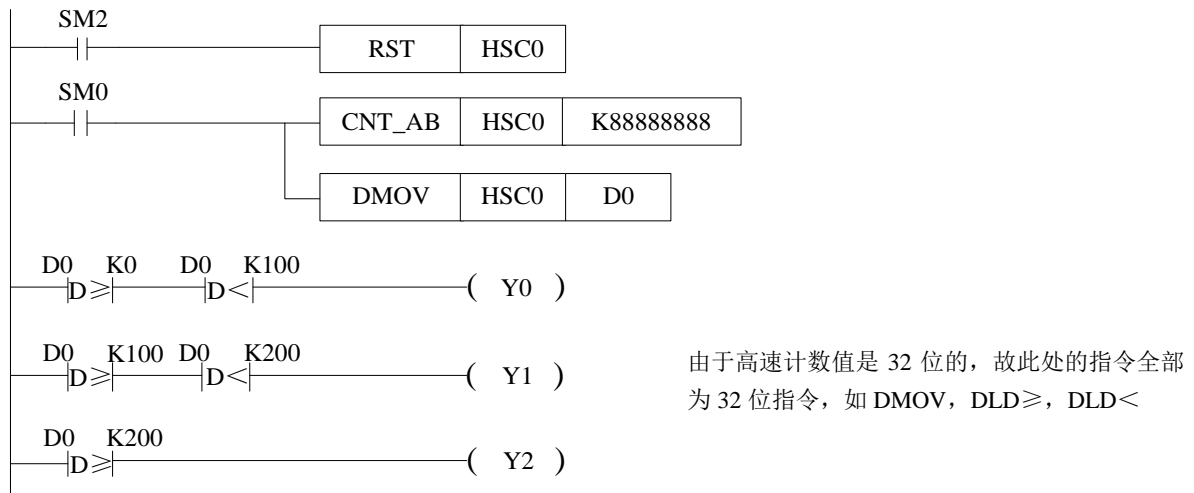 SM2
RST HSC0
SM0
CNT_AB HSC0 K88888888
DMOV HSC0 D0
D0 K0 D0 K100
D≥ D< ( Y0 )
D0 K100 D0 K200
D≥ D< ( Y1 )
由于高速计数值是 32 位的，故此处的指令全部
为 32 位指令，如 DMOV，DLD≥，DLD＜
D0 K200
D≥ ( Y2 )